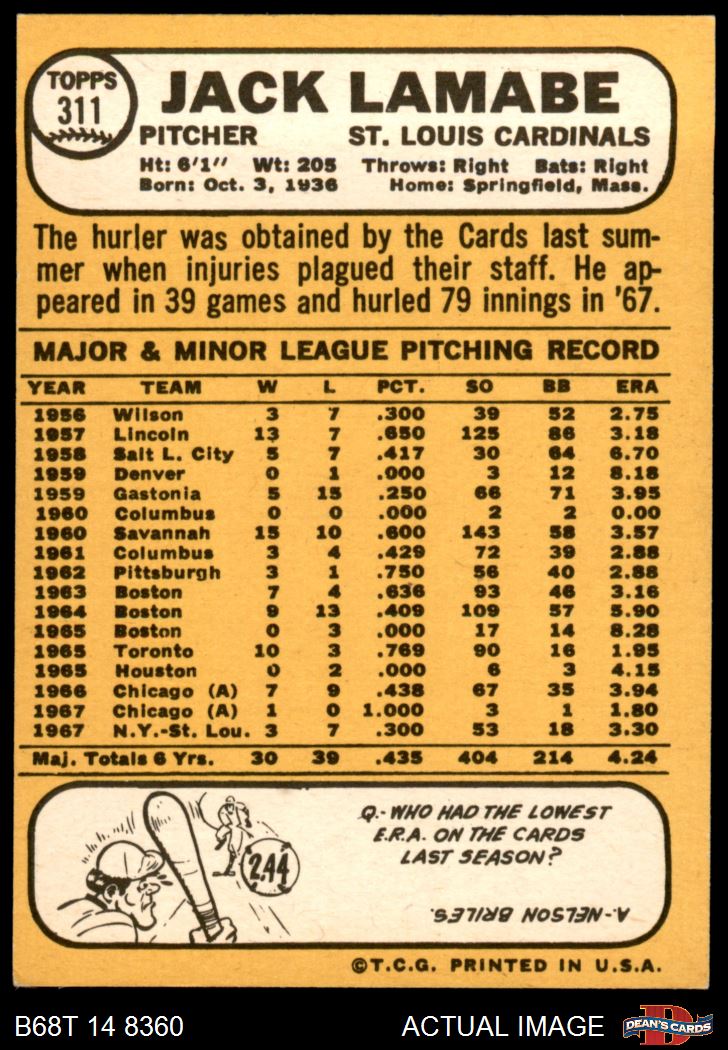 TOPPS
311
JACK LAMABE
PITCHER ST. LOUIS CARDINALS
Ht: 6'1" Wt: 205 Throws: Right Bats: Right
Born: Oct. 3, 1936 Home: Springfield, Mass.
The hurler was obtained by the Cards last sum-
mer when injuries plagued their staff. He ap-
peared in 39 games and hurled 79 innings in '67.
MAJOR & MINOR LEAGUE PITCHING RECORD
YEAR TEAM W L PCT. SO BB ERA
1956 Wilson 3 7 .300 39 52 2.75
1957 Lincoln 13 7 .650 125 86 3.18
1958 Salt L. City 5 7 .417 30 64 6.70
1959 Denver 0 1 .000 3 12 8.18
1959 Gastonia 5 15 .250 66 71 3.95
1960 Columbus 0 0 .000 2 2 0.00
1960 Savannah 15 10 .600 143 58 3.57
1961 Columbus 3 4 .429 72 39 2.88
1962 Pittsburgh 3 1 .750 56 40 2.88
1963 Boston 7 4 .636 93 46 3.16
1964 Boston 9 13 .409 109 57 5.90
1965 Boston 0 3 .000 17 14 8.28
1965 Toronto 10 3 .769 90 16 1.95
1965 Houston 0 2 .000 6 3 4.15
1966 Chicago (A) 7 9 .438 67 35 3.94
1967 Chicago (A) 1 0 1.000 3 1 1.80
1967 N.Y.-St. Lou. 3 7 .300 53 18 3.30
Maj. Totals 6 Yrs. 30 39 .435 404 214 4.24
2.44
Q.- WHO HAD THE LOWEST
E.R.A. ON THE CARDS
LAST SEASON?
A.-NELSON BRILES.
©T.C.G. PRINTED IN U.S.A.
B68T 14 8360 ACTUAL IMAGE
D
DEAN'S CARDS